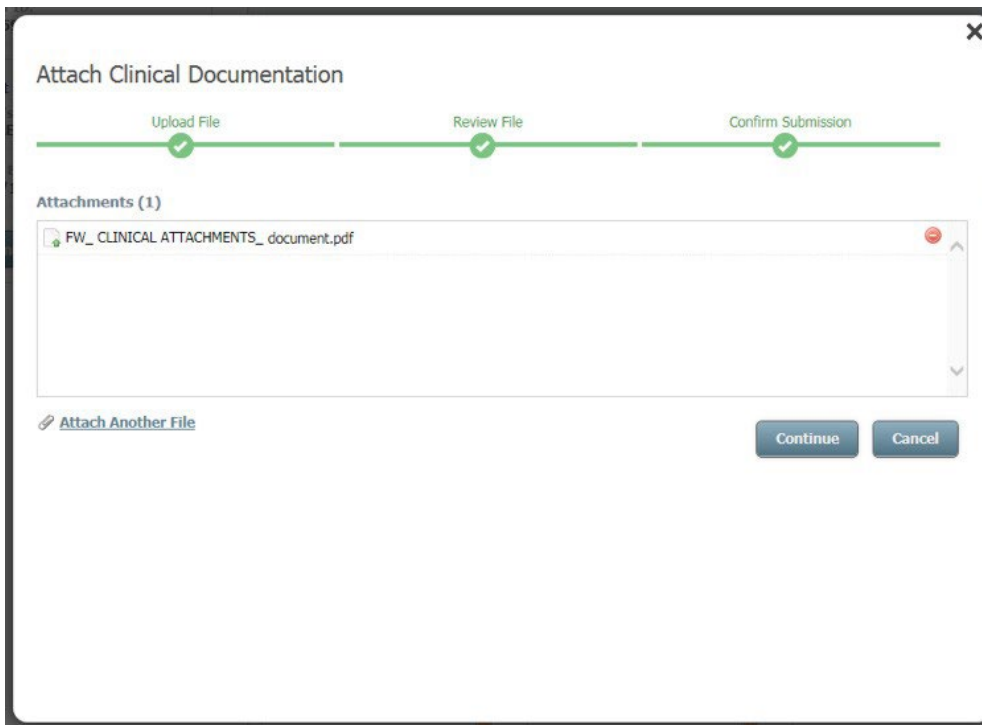 Attach Clinical Documentation
Upload File Review File Confirm Submission
Attachments (1)
FW_ CLINICAL ATTACHMENTS_ document.pdf
Attach Another File
Continue Cancel